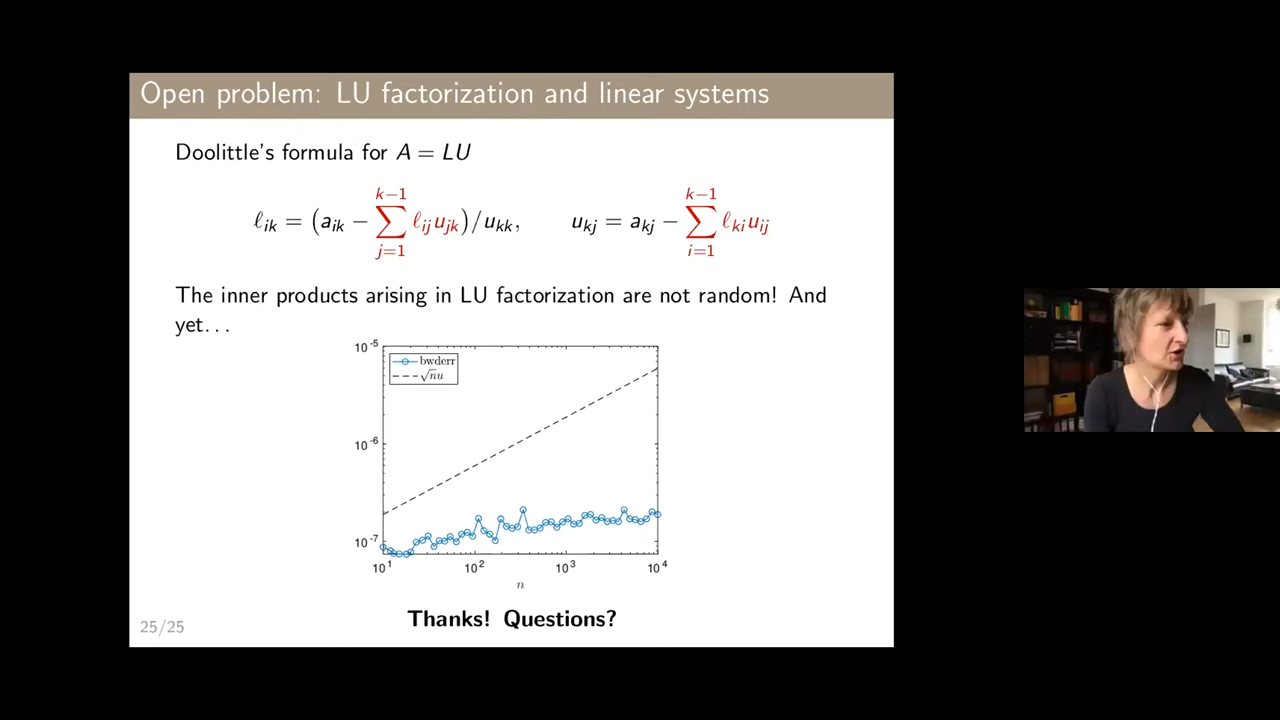 Open problem: LU factorization and linear systems
Doolittle's formula for A = LU
ℓ_ik = (a_ik − ∑_{j=1}^{k−1} ℓ_ij u_jk)/u_kk,   u_kj = a_kj − ∑_{i=1}^{k−1} ℓ_ki u_ij
The inner products arising in LU factorization are not random! And
yet...
10^-5
bwderr
√nu
10^-6
10^-7
10^1 10^2 10^3 10^4
n
Thanks! Questions?
25/25